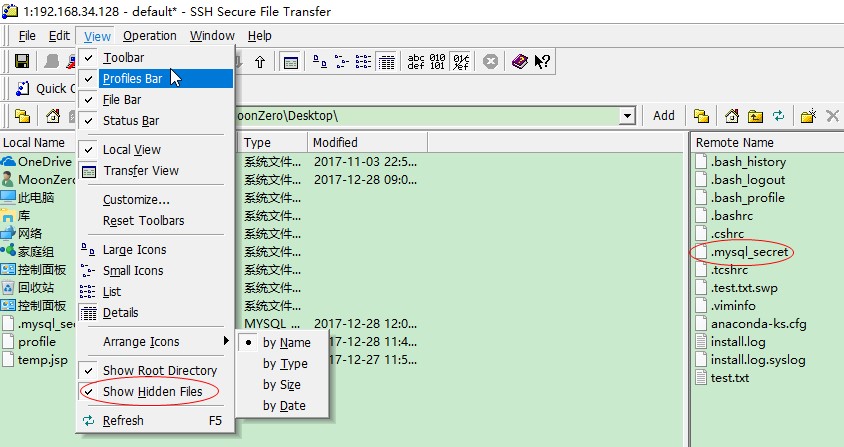 1:192.168.34.128 - default* - SSH Secure File Transfer
File Edit View Operation Window Help
Quick C
Toolbar
Profiles Bar
File Bar
Status Bar
Local View
Transfer View
Customize...
Reset Toolbars
Large Icons
Small Icons
List
Details
Arrange Icons
Show Root Directory
Show Hidden Files
Refresh F5
by Name
by Type
by Size
by Date
abc def
010 101
oonZero\Desktop\
Add
Local Name
OneDrive
MoonZero
此电脑
库
网络
家庭组
控制面板
回收站
控制面板
.mysql_se
profile
temp.jsp
Type Modified
系统文件... 2017-11-03 22:5...
系统文件... 2017-12-28 09:0...
系统文件...
系统文件...
系统文件...
系统文件...
系统文件...
系统文件...
系统文件...
MYSQL ... 2017-12-28 12:0...
2017-12-28 11:4...
2017-12-27 11:5...
Remote Name
.bash_history
.bash_logout
.bash_profile
.bashrc
.cshrc
.mysql_secret
.tcshrc
.test.txt.swp
.viminfo
anaconda-ks.cfg
install.log
install.log.syslog
test.txt